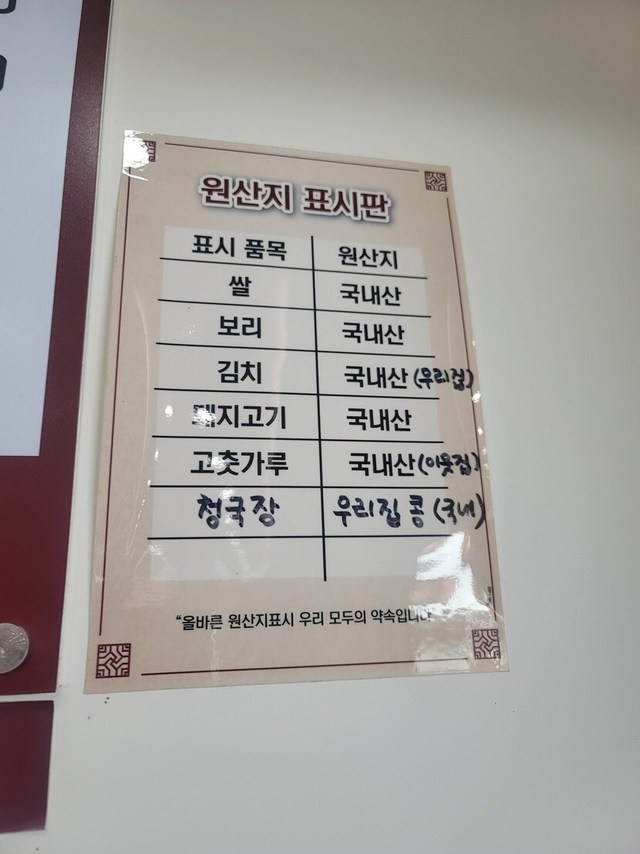 원산지 표시판
표시 품목 원산지
쌀 국내산
보리 국내산
김치 국내산 (우리집)
돼지고기 국내산
고춧가루 국내산 (이웃집)
청국장 우리집 콩 (국내)
“올바른 원산지표시 우리 모두의 약속입니다